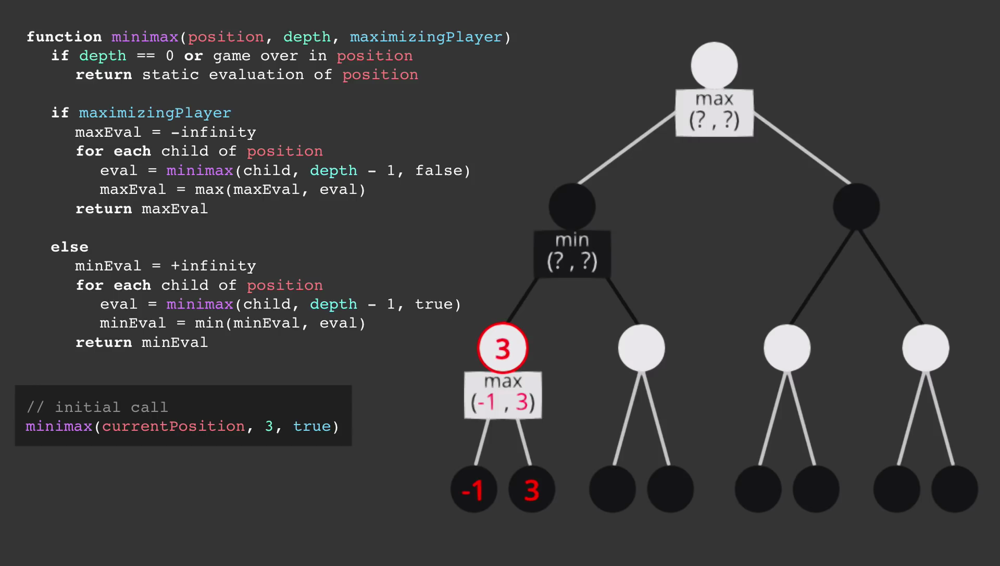 function minimax(position, depth, maximizingPlayer)
if depth == 0 or game over in position
return static evaluation of position
if maximizingPlayer
maxEval = -infinity
for each child of position
eval = minimax(child, depth - 1, false)
maxEval = max(maxEval, eval)
return maxEval
else
minEval = +infinity
for each child of position
eval = minimax(child, depth - 1, true)
minEval = min(minEval, eval)
return minEval
// initial call
minimax(currentPosition, 3, true)
max
(? , ?)
min
(? , ?)
3
max
(-1 , 3)
-1
3